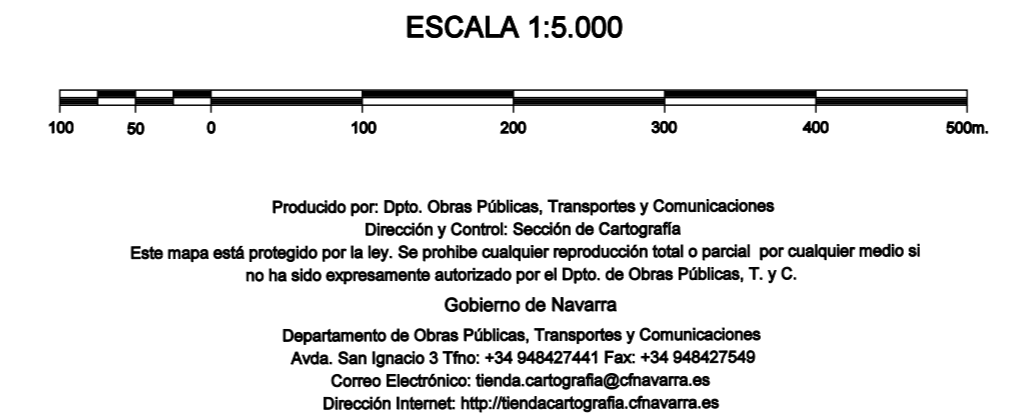 ESCALA 1:5.000
100 50 0 100 200 300 400 500m.
Producido por: Dpto. Obras Públicas, Transportes y Comunicaciones
Dirección y Control: Sección de Cartografía
Este mapa está protegido por la ley. Se prohibe cualquier reproducción total o parcial por cualquier medio si
no ha sido expresamente autorizado por el Dpto. de Obras Públicas, T. y C.
Gobierno de Navarra
Departamento de Obras Públicas, Transportes y Comunicaciones
Avda. San Ignacio 3 Tfno: +34 948427441 Fax: +34 948427549
Correo Electrónico: tienda.cartografia@cfnavarra.es
Dirección Internet: http://tiendacartografia.cfnavarra.es